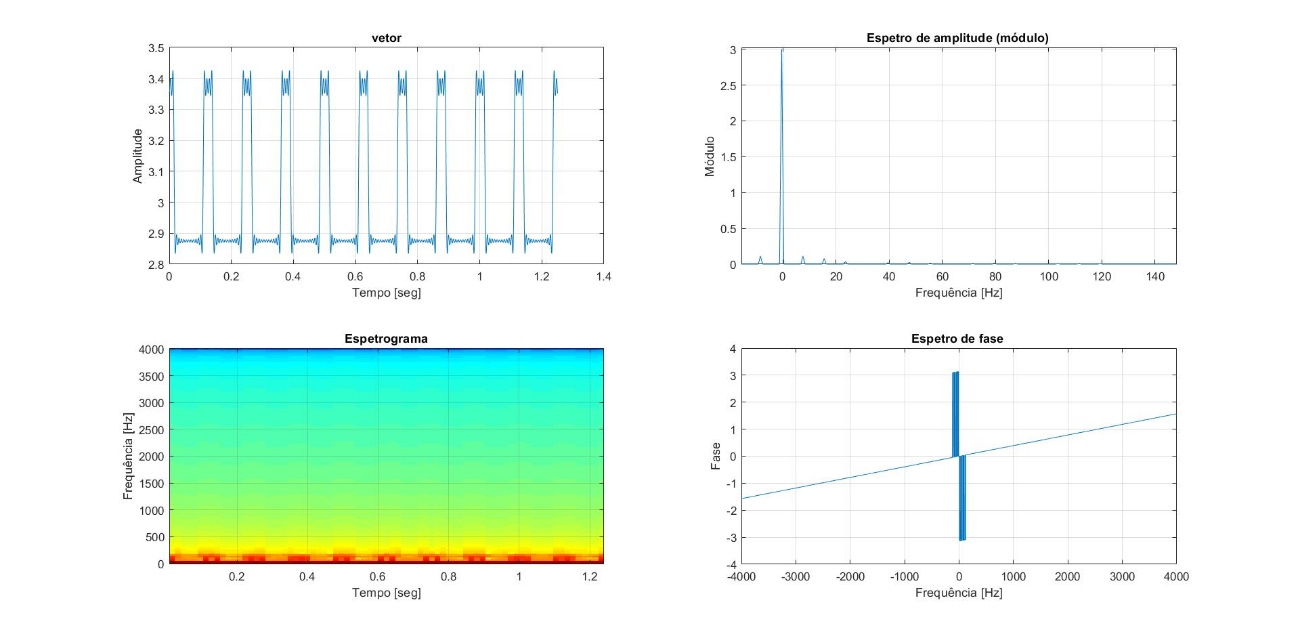 vetor
3.5
3.4
3.3
3.2
3.1
3
2.9
2.8
Amplitude
0 0.2 0.4 0.6 0.8 1 1.2 1.4
Tempo [seg]
Espetro de amplitude (módulo)
3
2.5
2
1.5
1
0.5
0
Módulo
0 20 40 60 80 100 120 140
Frequência [Hz]
Espetrograma
4000
3500
3000
2500
2000
1500
1000
500
0
Frequência [Hz]
0.2 0.4 0.6 0.8 1 1.2
Tempo [seg]
Espetro de fase
4
3
2
1
0
-1
-2
-3
-4
Fase
-4000 -3000 -2000 -1000 0 1000 2000 3000 4000
Frequência [Hz]